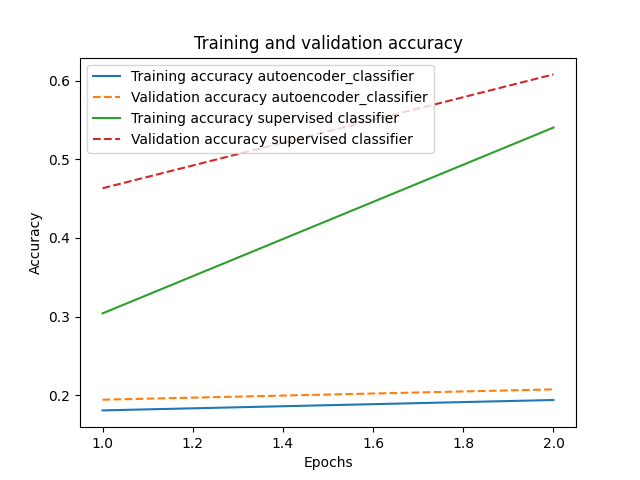 Training and validation accuracy
Training accuracy autoencoder_classifier
Validation accuracy autoencoder_classifier
Training accuracy supervised classifier
Validation accuracy supervised classifier
Accuracy
0.6
0.5
0.4
0.3
0.2
1.0 1.2 1.4 1.6 1.8 2.0
Epochs